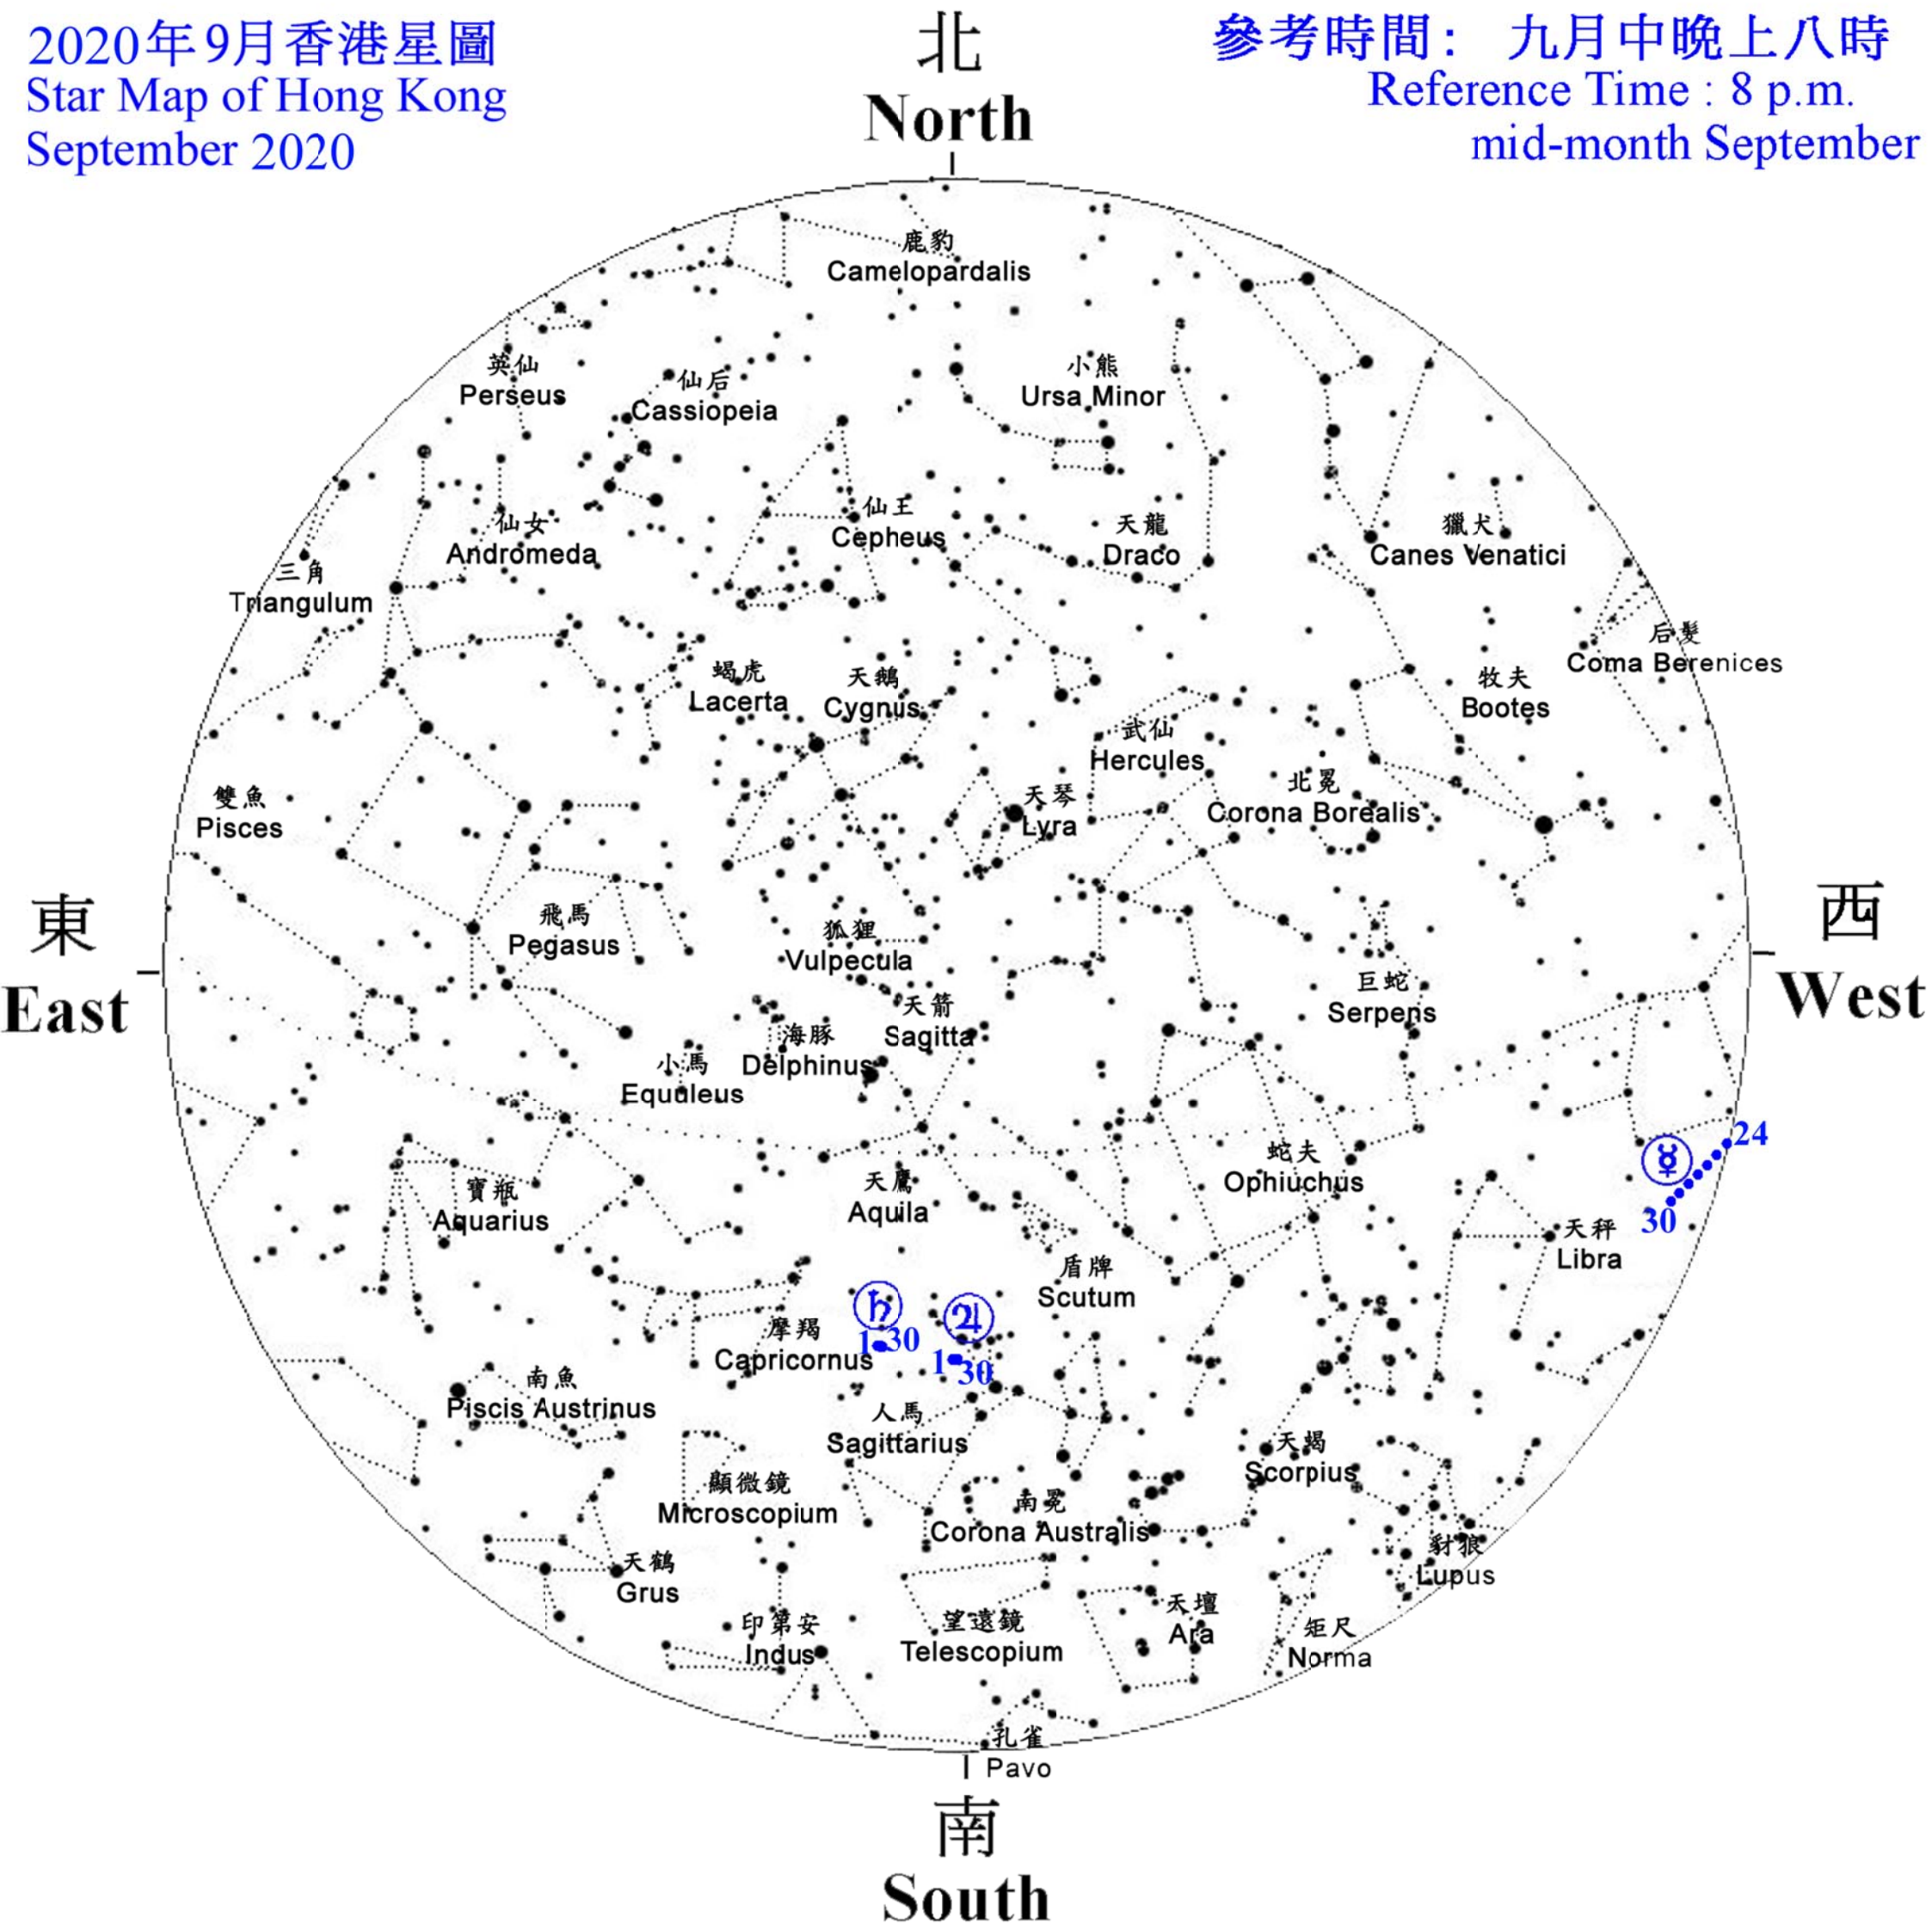 2020年9月香港星圖
Star Map of Hong Kong
September 2020
參考時間： 九月中晚上八時
Reference Time : 8 p.m.
mid-month September
北
North
鹿豹
Camelopardalis
英仙
Perseus
仙后
Cassiopeia
小熊
Ursa Minor
仙女
Andromeda
仙王
Cepheus
天龍
Draco
獵犬
Canes Venatici
三角
Triangulum
后髮
Coma Berenices
蝎虎
Lacerta
天鵝
Cygnus
牧夫
Bootes
武仙
Hercules
雙魚
Pisces
天琴
Lyra
北冕
Corona Borealis
東
East
飛馬
Pegasus
狐狸
Vulpecula
西
West
巨蛇
Serpens
天箭
Sagitta
海豚
Delphinus
小馬
Equuleus
蛇夫
Ophiuchus
☿
24
30
寶瓶
Aquarius
天鷹
Aquila
天秤
Libra
盾牌
Scutum
♄
1
30
♃
1
30
摩羯
Capricornus
南魚
Piscis Austrinus
人馬
Sagittarius
天蝎
Scorpius
顯微鏡
Microscopium
南冕
Corona Australis
豺狼
Lupus
天鶴
Grus
印第安
Indus
望遠鏡
Telescopium
天壇
Ara
矩尺
Norma
孔雀
Pavo
南
South